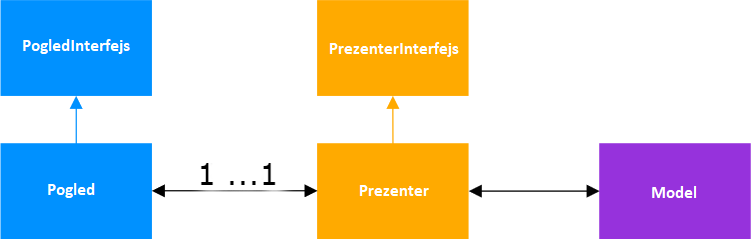 PogledInterfejs
PrezenterInterfejs
Pogled
1 ...1
Prezenter
Model